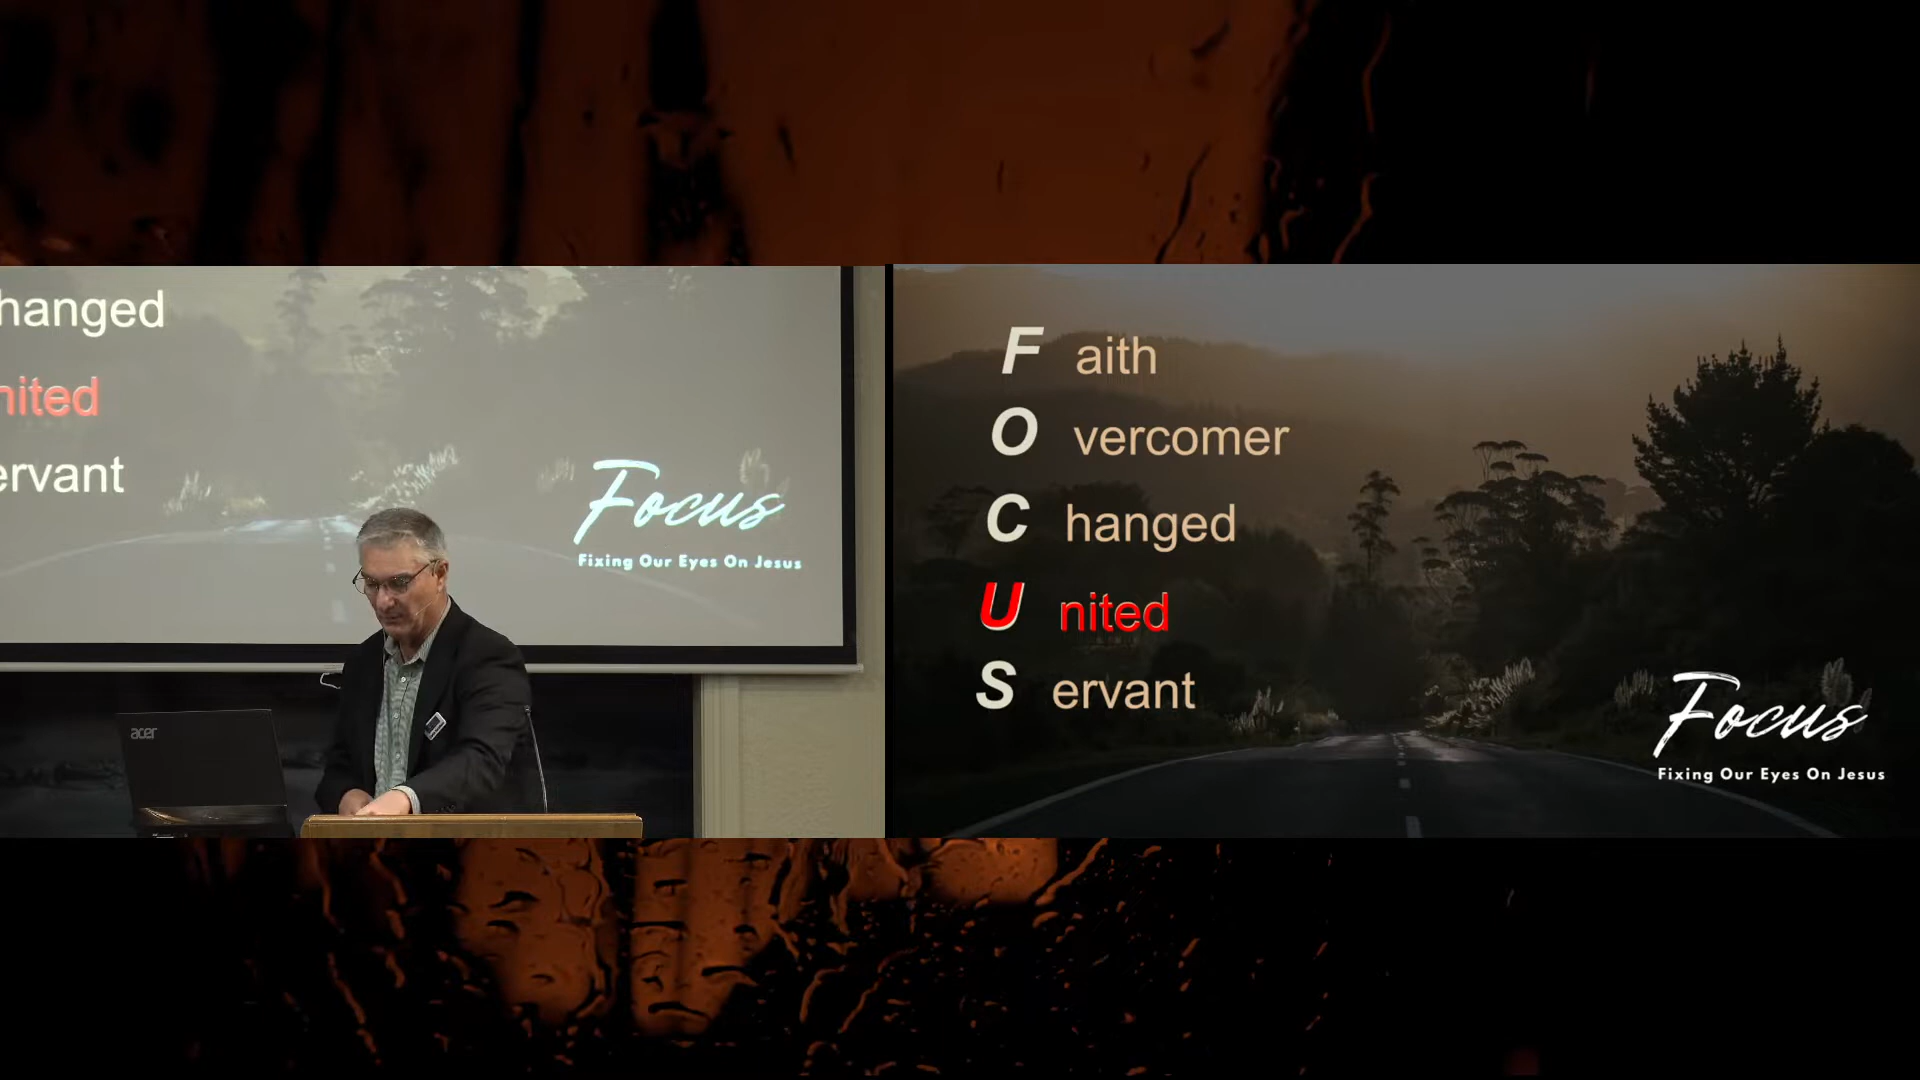 hanged
nited
ervant
Focus
Fixing Our Eyes On Jesus
acer
F aith
O vercomer
C hanged
U nited
S ervant
Focus
Fixing Our Eyes On Jesus